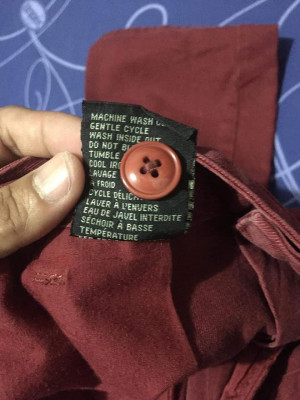 MACHINE WASH
GENTLE CYCLE
WASH INSIDE OUT
DO NOT
TUMBLE
COOL
LAVAGE
À FROID
CYCLE
LAVER À L'ENVERS
EAU DE JAVEL INTERDITE
SÉCHOIR À BASSE
TEMPÉRATURE